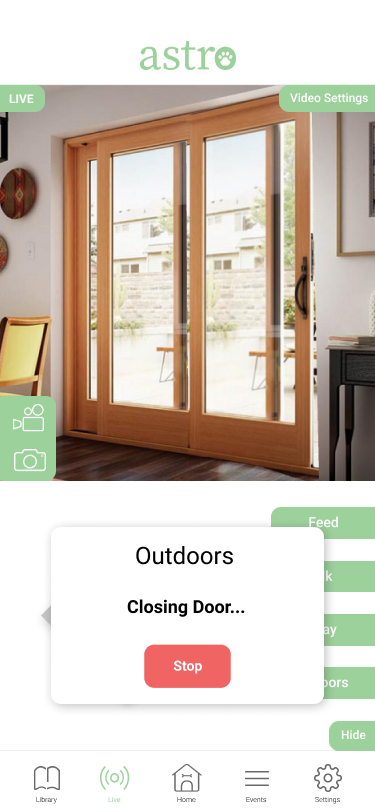 astro
LIVE
Video Settings
Feed
Outdoors
k
Closing Door...
ay
Stop
oors
Hide
Library
Live
Home
Events
Settings